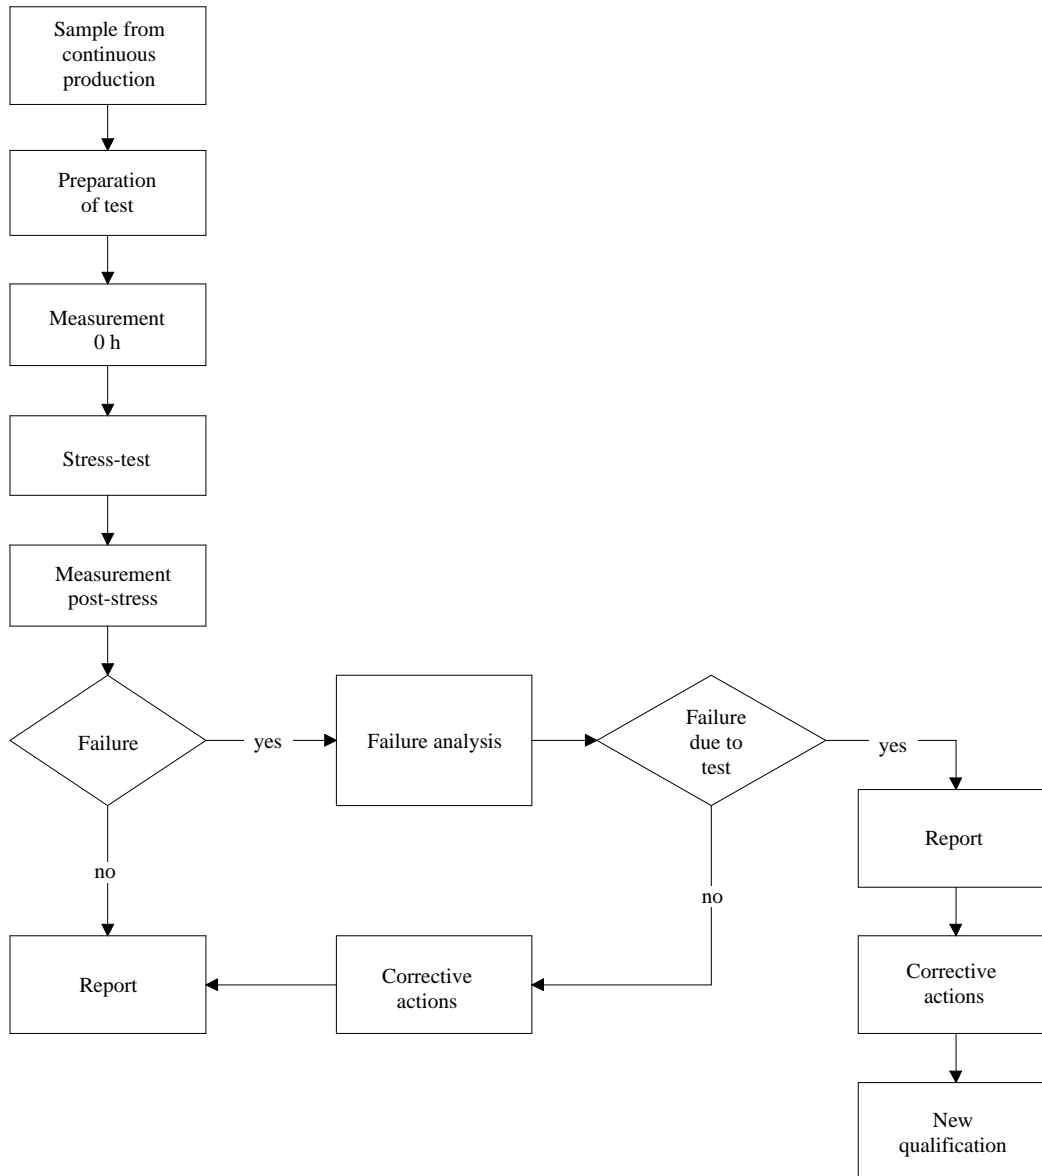 Sample from
continuous
production
Preparation
of test
Measurement
0 h
Stress-test
Measurement
post-stress
Failure
yes
Failure analysis
Failure
due to
test
yes
Report
no
no
Report
Corrective
actions
Corrective
actions
New
qualification